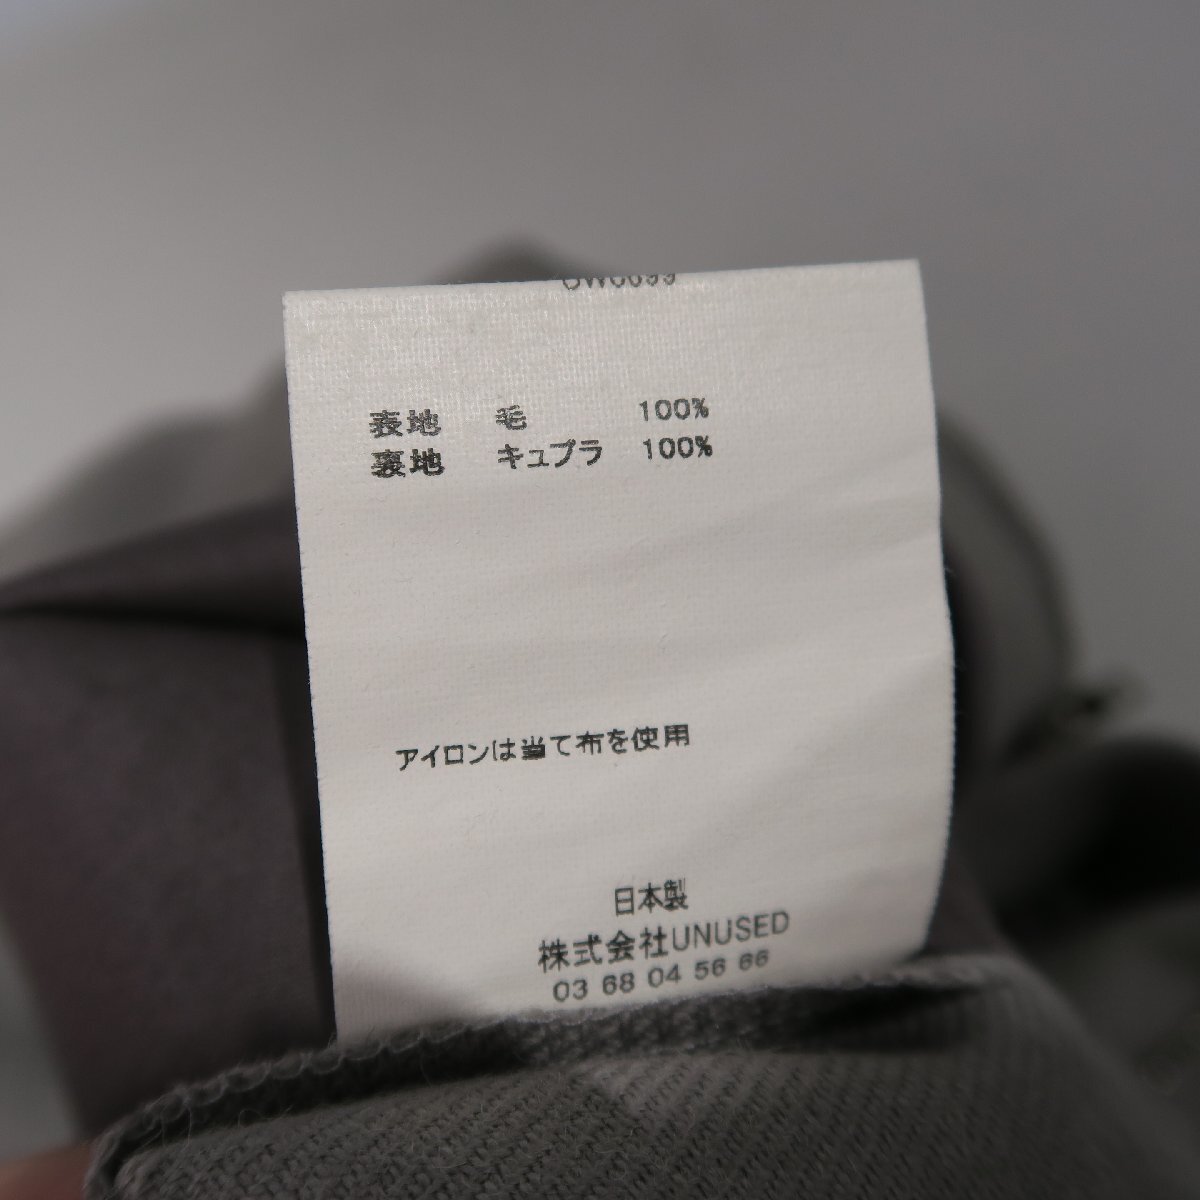 表地 毛 100%
裏地 キュプラ 100%
アイロンは当て布を使用
日本製
株式会社UNUSED
03 68 04 56 66